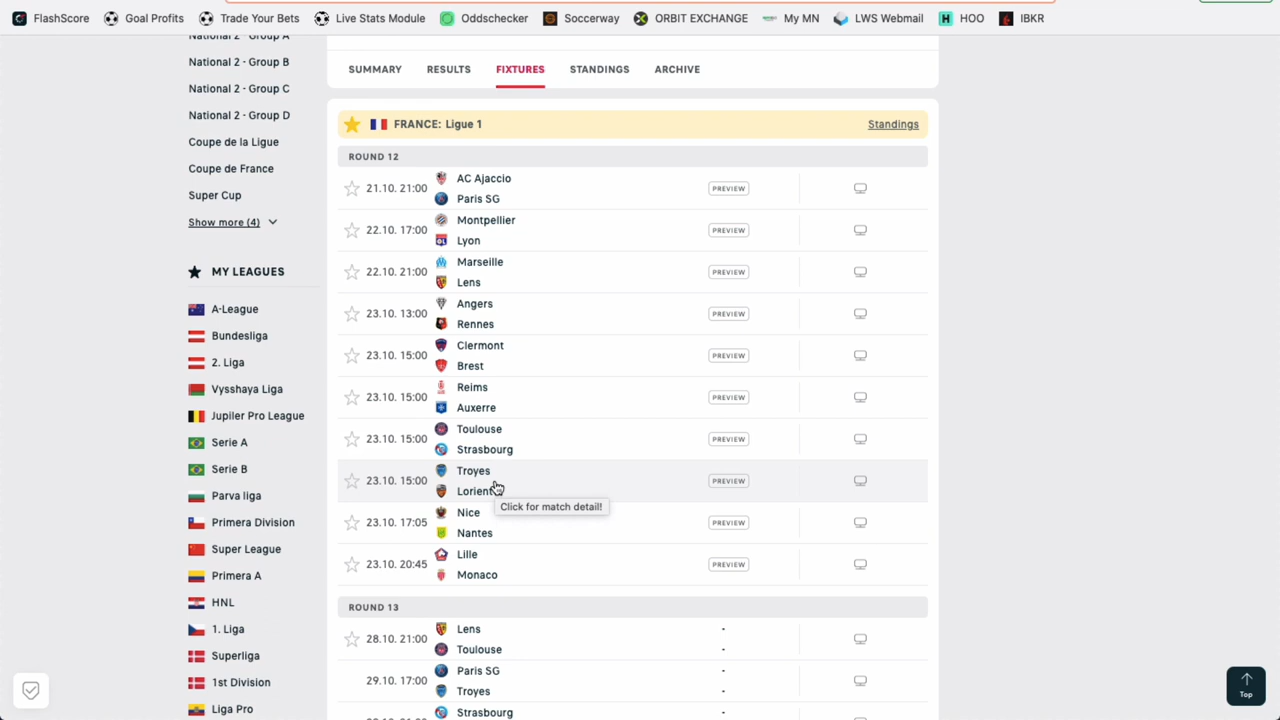 FlashScore Goal Profits Trade Your Bets Live Stats Module Oddschecker Soccerway ORBIT EXCHANGE My MN LWS Webmail HOO IBKR
National 2 - Group A
National 2 - Group B
National 2 - Group C
National 2 - Group D
Coupe de la Ligue
Coupe de France
Super Cup
Show more (4)
MY LEAGUES
A-League
Bundesliga
2. Liga
Vysshaya Liga
Jupiler Pro League
Serie A
Serie B
Parva liga
Primera Division
Super League
Primera A
HNL
1. Liga
Superliga
1st Division
Liga Pro
SUMMARY RESULTS FIXTURES STANDINGS ARCHIVE
FRANCE: Ligue 1 Standings
ROUND 12
21.10. 21:00 AC Ajaccio PREVIEW
Paris SG
22.10. 17:00 Montpellier PREVIEW
Lyon
22.10. 21:00 Marseille PREVIEW
Lens
23.10. 13:00 Angers PREVIEW
Rennes
23.10. 15:00 Clermont PREVIEW
Brest
23.10. 15:00 Reims PREVIEW
Auxerre
23.10. 15:00 Toulouse PREVIEW
Strasbourg
23.10. 15:00 Troyes PREVIEW
Lorient
Click for match detail!
23.10. 17:05 Nice PREVIEW
Nantes
23.10. 20:45 Lille PREVIEW
Monaco
ROUND 13
28.10. 21:00 Lens -
Toulouse -
29.10. 17:00 Paris SG -
Troyes -
Strasbourg -
Top